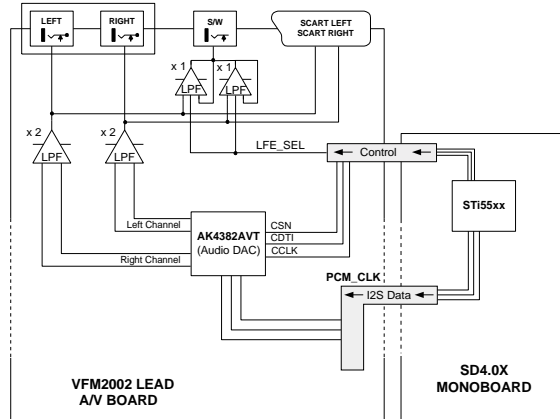 LEFT
RIGHT
S/W
SCART LEFT
SCART RIGHT
x 1
x 1
LPF
LPF
x 2
x 2
LPF
LPF
LFE_SEL
Control
STi55xx
Left Channel
Right Channel
AK4382AVT
(Audio DAC)
CSN
CDTI
CCLK
PCM_CLK
I2S Data
VFM2002 LEAD
A/V BOARD
SD4.0X
MONOBOARD